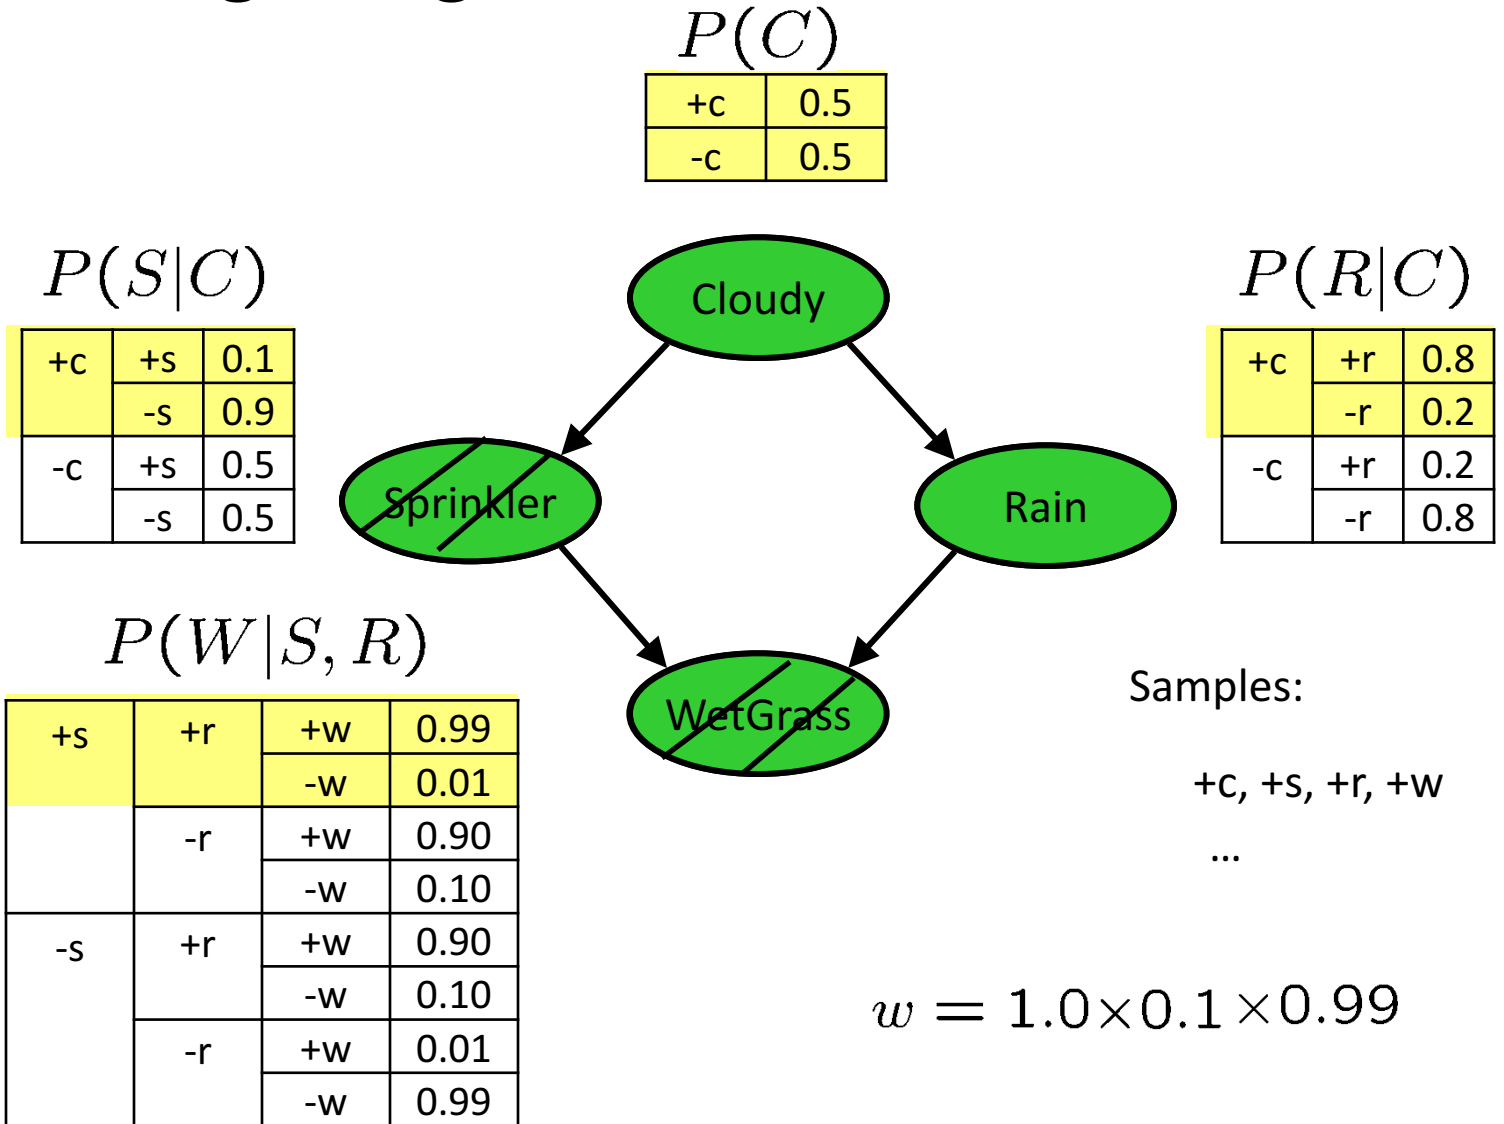 P(C)
+c 0.5
-c 0.5
P(S|C)
+c +s 0.1
-s 0.9
-c +s 0.5
-s 0.5
Cloudy
P(R|C)
+c +r 0.8
-r 0.2
-c +r 0.2
-r 0.8
Sprinkler
Rain
P(W|S, R)
+s +r +w 0.99
-w 0.01
-r +w 0.90
-w 0.10
-s +r +w 0.90
-w 0.10
-r +w 0.01
-w 0.99
WetGrass
Samples:
+c, +s, +r, +w
...
w = 1.0×0.1×0.99